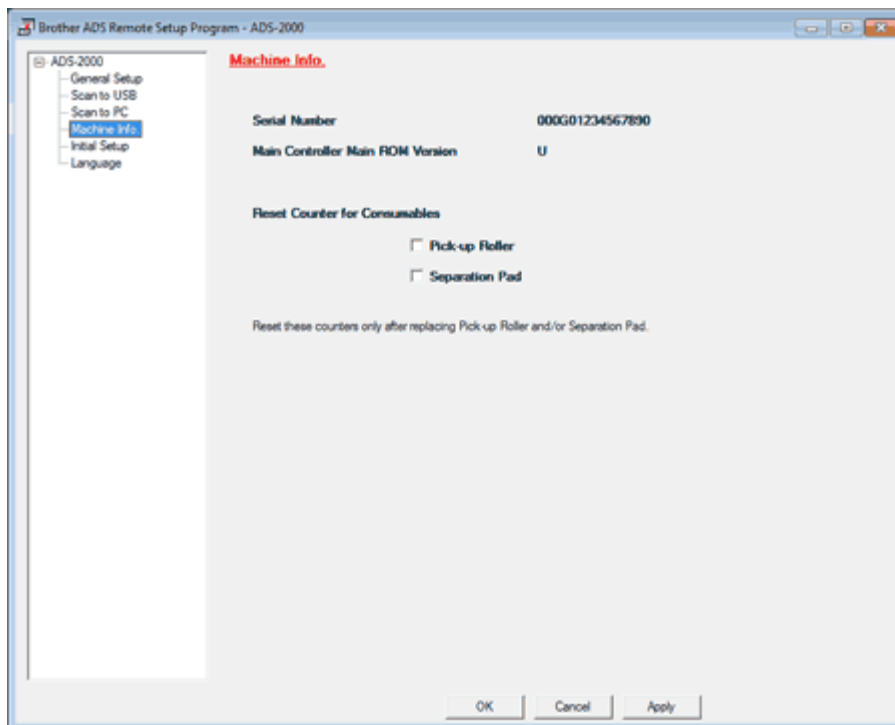 Brother ADS Remote Setup Program - ADS-2000
ADS-2000
General Setup
Scan to USB
Scan to PC
Machine Info.
Initial Setup
Language
Machine Info.
Serial Number 000G01234567890
Main Controller Main ROM Version U
Reset Counter for Consumables
Pick-up Roller
Separation Pad
Reset these counters only after replacing Pick-up Roller and/or Separation Pad.
OK Cancel Apply